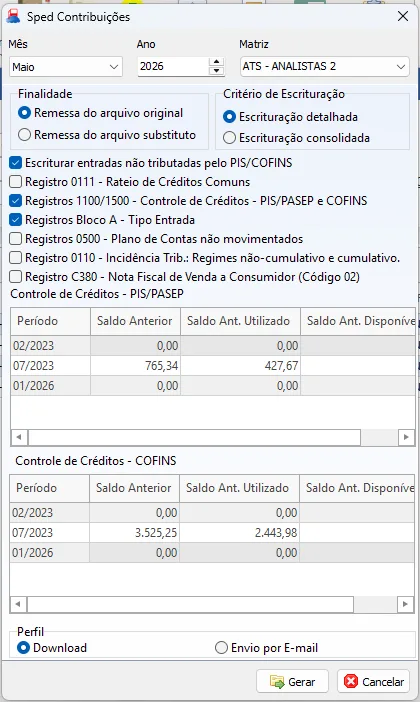 Sped Contribuições
Mês Ano Matriz
Maio 2026 ATS - ANALISTAS 2
Finalidade
Remessa do arquivo original
Remessa do arquivo substituto
Critério de Escrituração
Escrituração detalhada
Escrituração consolidada
Escriturar entradas não tributadas pelo PIS/COFINS
Registro 0111 - Rateio de Créditos Comuns
Registros 1100/1500 - Controle de Créditos - PIS/PASEP e COFINS
Registros Bloco A - Tipo Entrada
Registros 0500 - Plano de Contas não movimentados
Registro 0110 - Incidência Trib.: Regimes não-cumulativo e cumulativo.
Registro C380 - Nota Fiscal de Venda a Consumidor (Código 02)
Controle de Créditos - PIS/PASEP
Período Saldo Anterior Saldo Ant. Utilizado Saldo Ant. Disponíve
02/2023 0,00 0,00
07/2023 765,34 427,67
01/2026 0,00 0,00
Controle de Créditos - COFINS
Período Saldo Anterior Saldo Ant. Utilizado Saldo Ant. Disponíve
02/2023 0,00 0,00
07/2023 3.525,25 2.443,98
01/2026 0,00 0,00
Perfil
Download Envio por E-mail
Gerar Cancelar